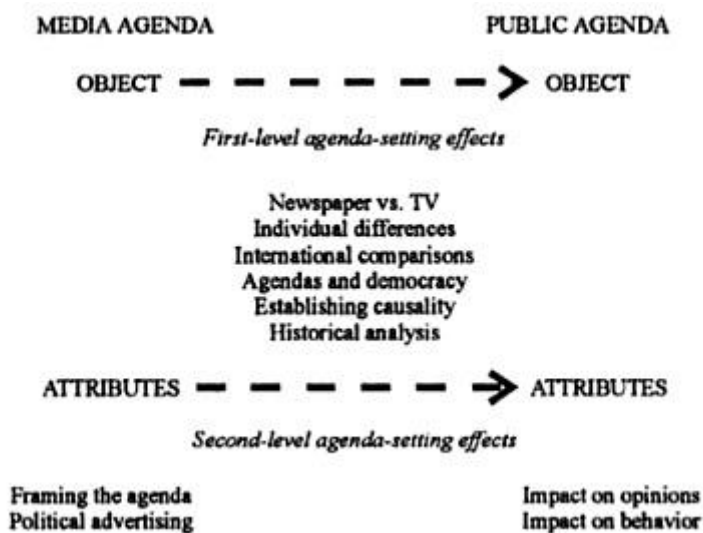 MEDIA AGENDA PUBLIC AGENDA
OBJECT OBJECT
First-level agenda-setting effects
Newspaper vs. TV
Individual differences
International comparisons
Agendas and democracy
Establishing causality
Historical analysis
ATTRIBUTES ATTRIBUTES
Second-level agenda-setting effects
Framing the agenda Impact on opinions
Political advertising Impact on behavior